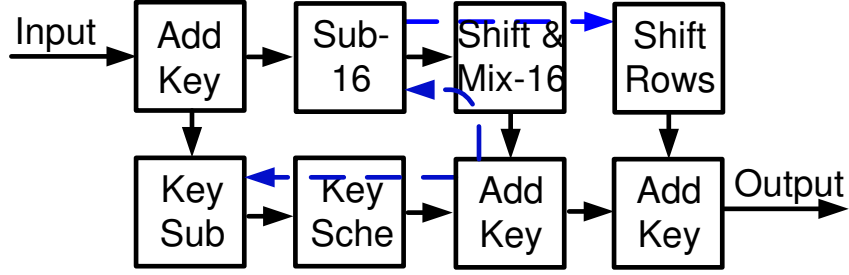 Input
Add
Key
Sub-
16
Shift &
Mix-16
Shift
Rows
Key
Sub
Key
Sche
Add
Key
Add
Key
Output